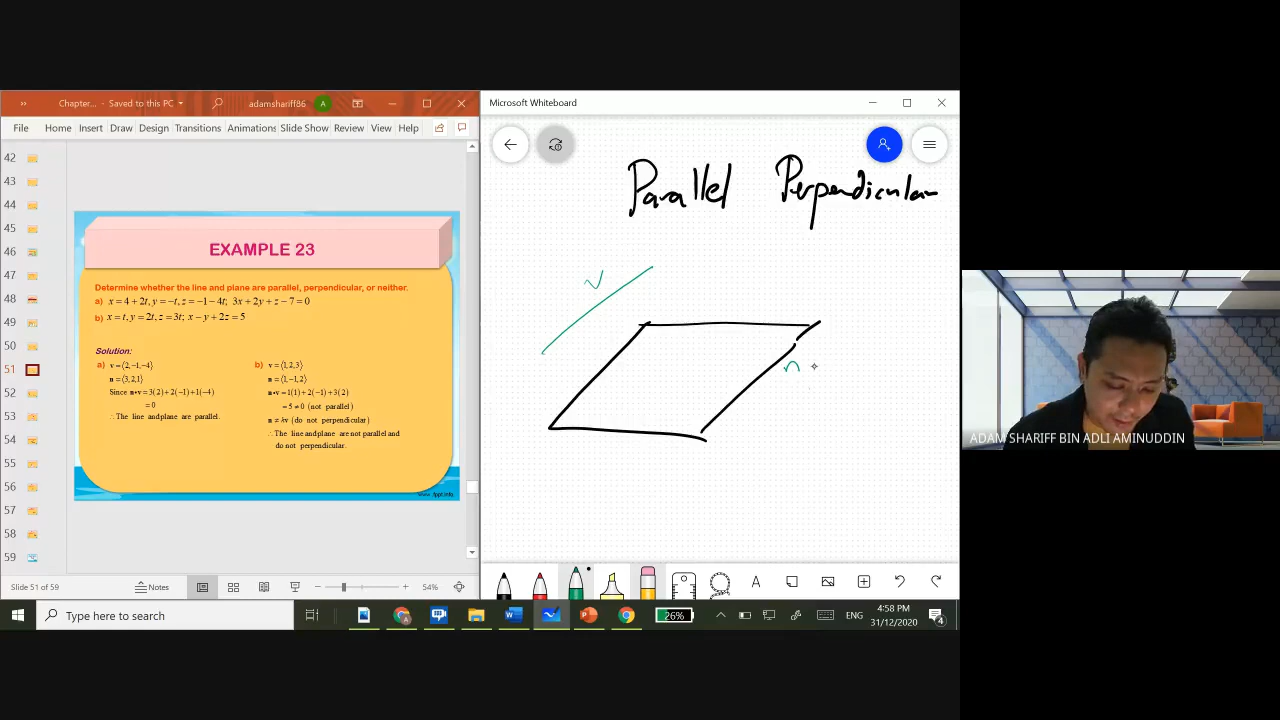 Chapter... - Saved to this PC
adamshariff86
A
File Home Insert Draw Design Transitions Animations Slide Show Review View Help
42
43
44
45
46
47
48
49
50
51
52
53
54
55
56
57
58
59
EXAMPLE 23
Determine whether the line and plane are parallel, perpendicular, or neither.
a) x = 4 + 2t, y = −t, z = −1 − 4t; 3x + 2y + z − 7 = 0
b) x = t, y = 2t, z = 3t; x − y + 2z = 5
Solution:
a) v = ⟨2, −1, −4⟩
n = ⟨3, 2, 1⟩
Since n•v = 3(2) + 2(−1) + 1(−4)
= 0
∴ The line and plane are parallel.
b) v = ⟨1, 2, 3⟩
n = ⟨1, −1, 2⟩
n•v = 1(1) + 2(−1) + 3(2)
= 5 ≠ 0 (not parallel)
n ≠ λv (do not perpendicular)
∴ The line and plane are not parallel and
do not perpendicular.
www.fppt.info
Slide 51 of 59
Notes
54%
Microsoft Whiteboard
Parallel Perpendicular
v
n
A
Type here to search
26%
ENG
4:58 PM
31/12/2020
4
ADAM SHARIFF BIN ADLI AMINUDDIN